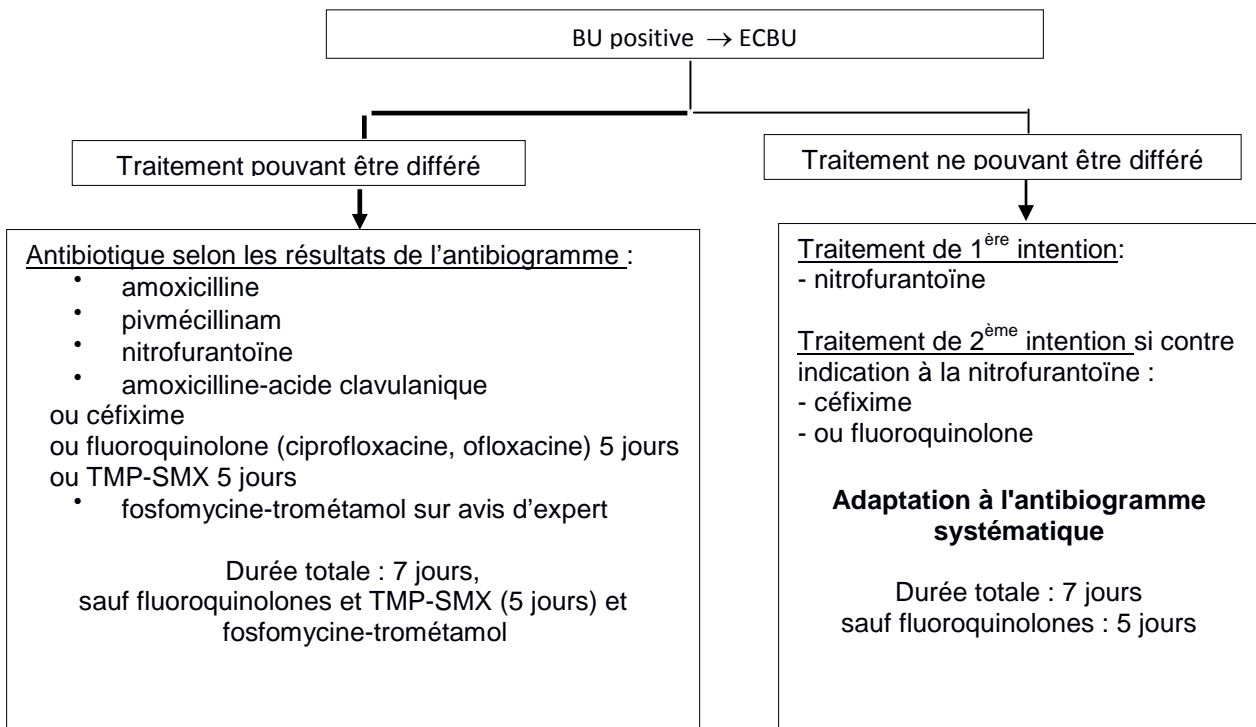 BU positive → ECBU
Traitement pouvant être différé
Traitement ne pouvant être différé
Antibiotique selon les résultats de l’antibiogramme :
• amoxicilline
• pivmécillinam
• nitrofurantoïne
• amoxicilline-acide clavulanique
ou céfixime
ou fluoroquinolone (ciprofloxacine, ofloxacine) 5 jours
ou TMP-SMX 5 jours
• fosfomycine-trométamol sur avis d’expert
Durée totale : 7 jours,
sauf fluoroquinolones et TMP-SMX (5 jours) et
fosfomycine-trométamol
Traitement de 1ère intention:
- nitrofurantoïne
Traitement de 2ème intention si contre
indication à la nitrofurantoïne :
- céfixime
- ou fluoroquinolone
Adaptation à l'antibiogramme
systématique
Durée totale : 7 jours
sauf fluoroquinolones : 5 jours